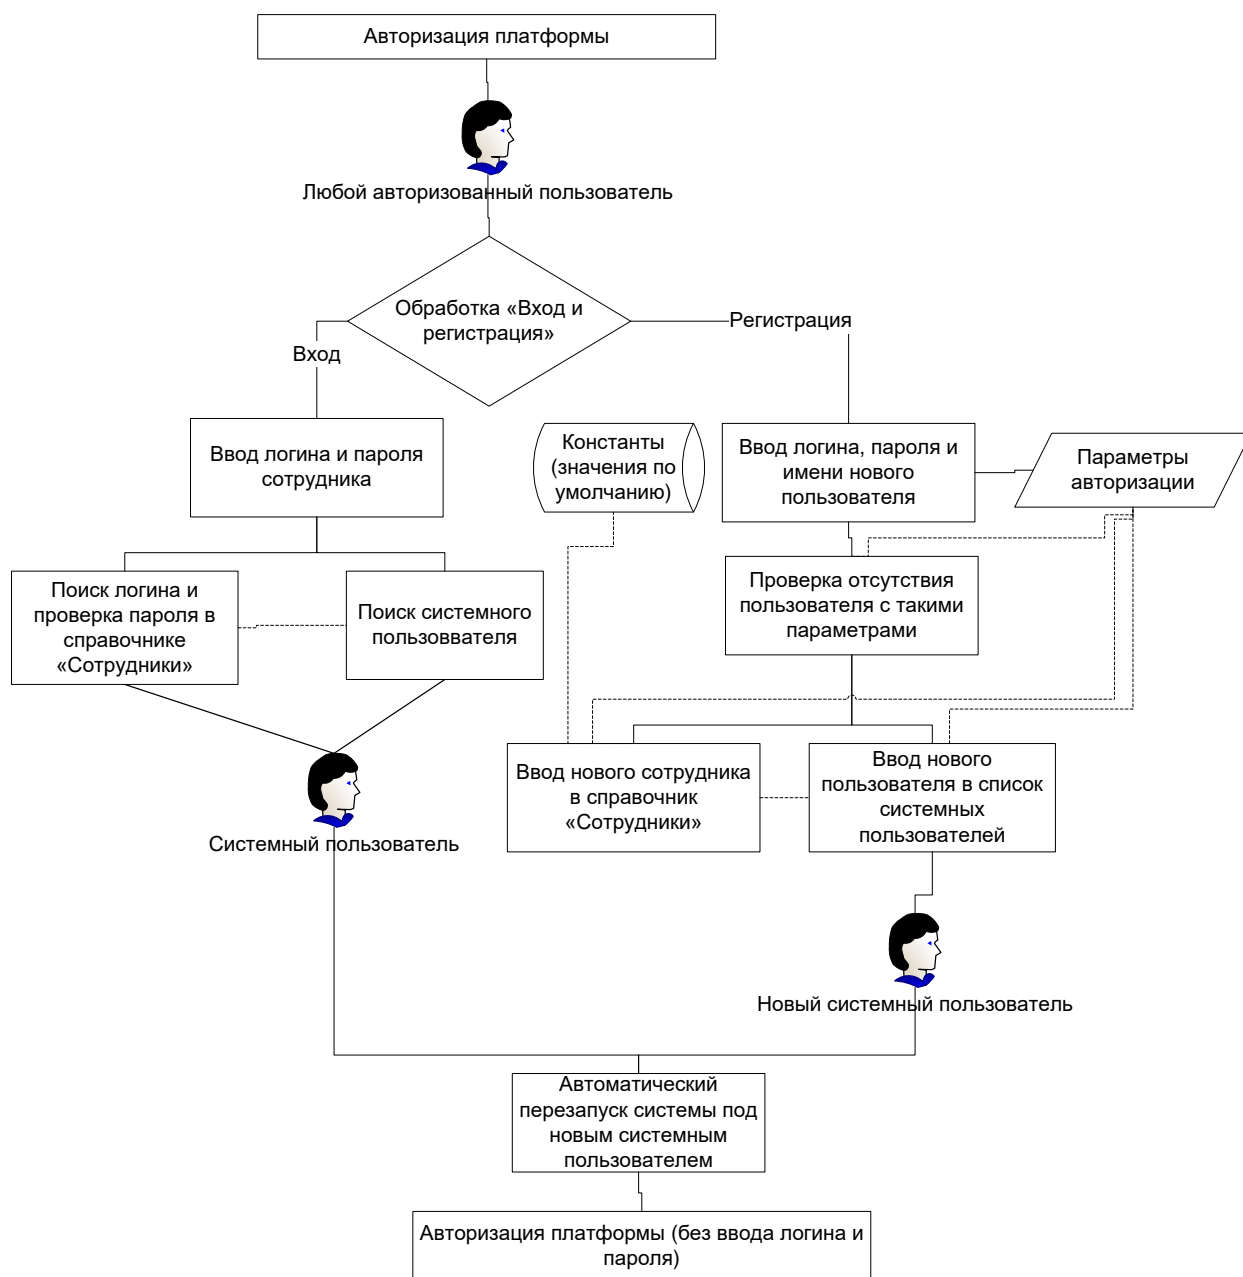 Авторизация платформы
Любой авторизованный пользователь
Обработка «Вход и
регистрация»
Регистрация
Вход
Ввод логина и пароля
сотрудника
Константы
(значения по
умолчанию)
Ввод логина, пароля и
имени нового
пользователя
Параметры
авторизации
Поиск логина и
проверка пароля в
справочнике
«Сотрудники»
Поиск системного
пользоввателя
Проверка отсутствия
пользователя с такими
параметрами
Ввод нового сотрудника
в справочник
«Сотрудники»
Ввод нового
пользователя в список
системных
пользователей
Системный пользователь
Новый системный пользователь
Автоматический
перезапуск системы под
новым системным
пользователем
Авторизация платформы (без ввода логина и
пароля)